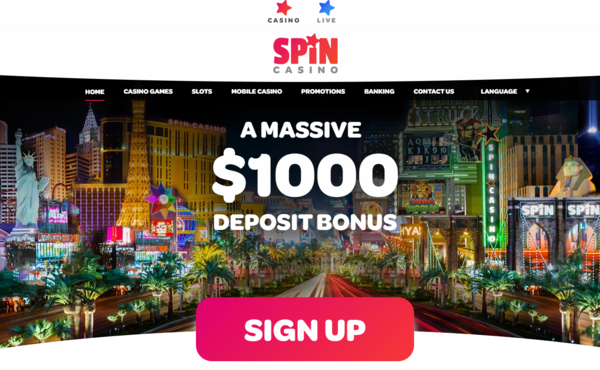 CASINO LIVE
SPiN
CASINO
HOME CASINO GAMES SLOTS MOBILE CASINO PROMOTIONS BANKING CONTACT US LANGUAGE
A MASSIVE
$1000
DEPOSIT BONUS
SPIN CASINO
SPiN SPiN
SIGN UP